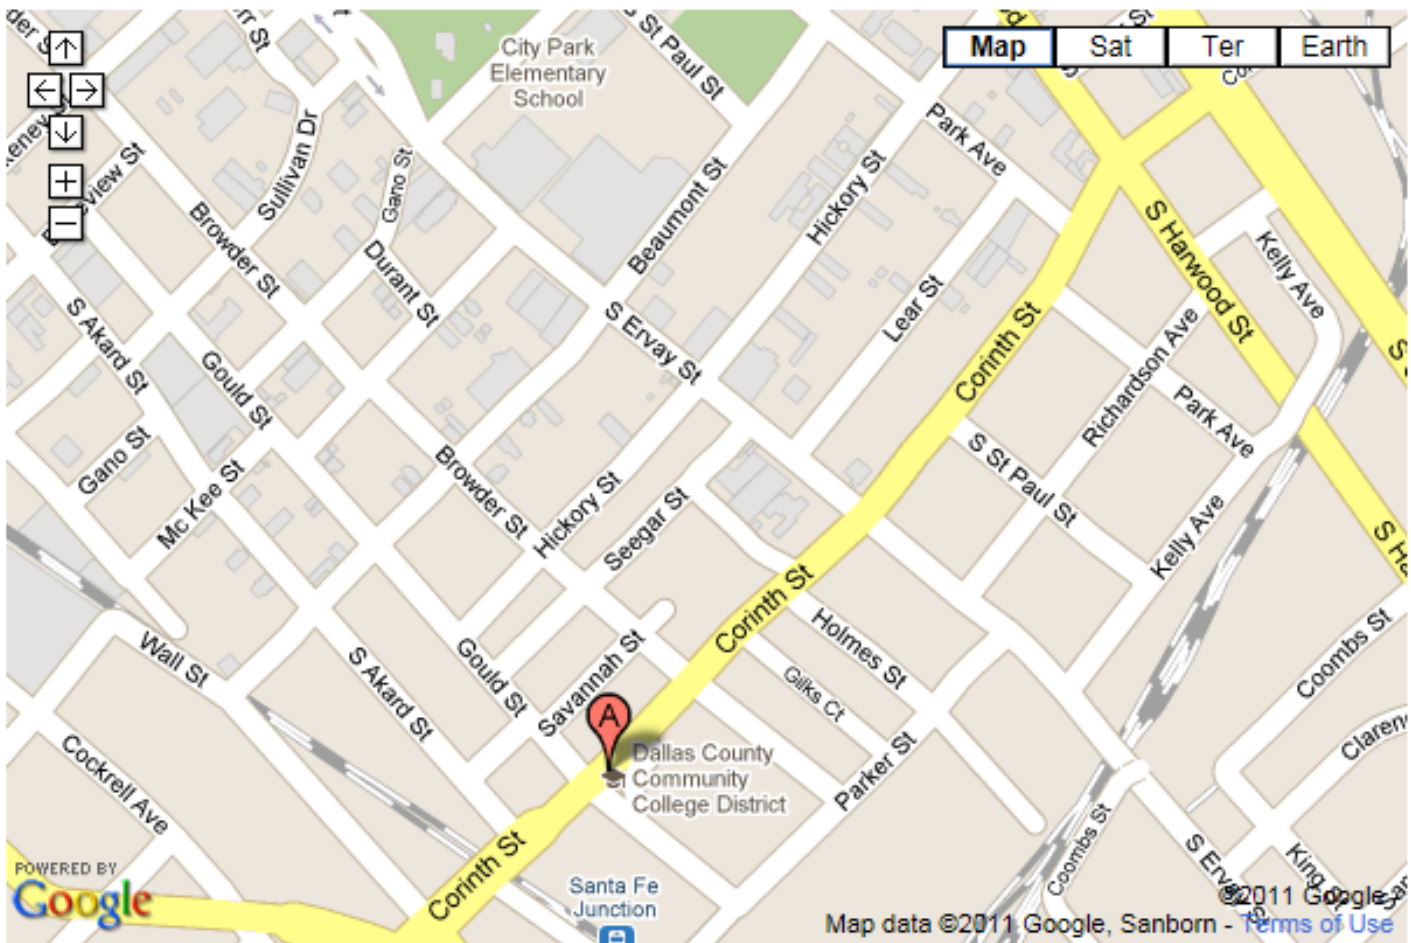 Map
Sat
Ter
Earth
City Park
Elementary
School
S St Paul St
Sullivan Dr
Gano St
Park Ave
Hickory St
Beaumont St
Browder St
Durant St
S Harwood St
Kelly Ave
S Akard St
S Ervay St
Lear St
Corinth St
Richardson Ave
Gould St
Park Ave
Gano St
Mc Kee St
Browder St
Hickory St
Seegar St
S St Paul St
Kelly Ave
Corinth St
Holmes St
Wall St
S Akard St
Gould St
Savannah St
Gilks Ct
Coombs St
A
Dallas County
Community
College District
Parker St
Cockrell Ave
Corinth St
Coombs St
S Ervay St
Santa Fe
Junction
POWERED BY
Google
©2011 Google
Map data ©2011 Google, Sanborn - Terms of Use